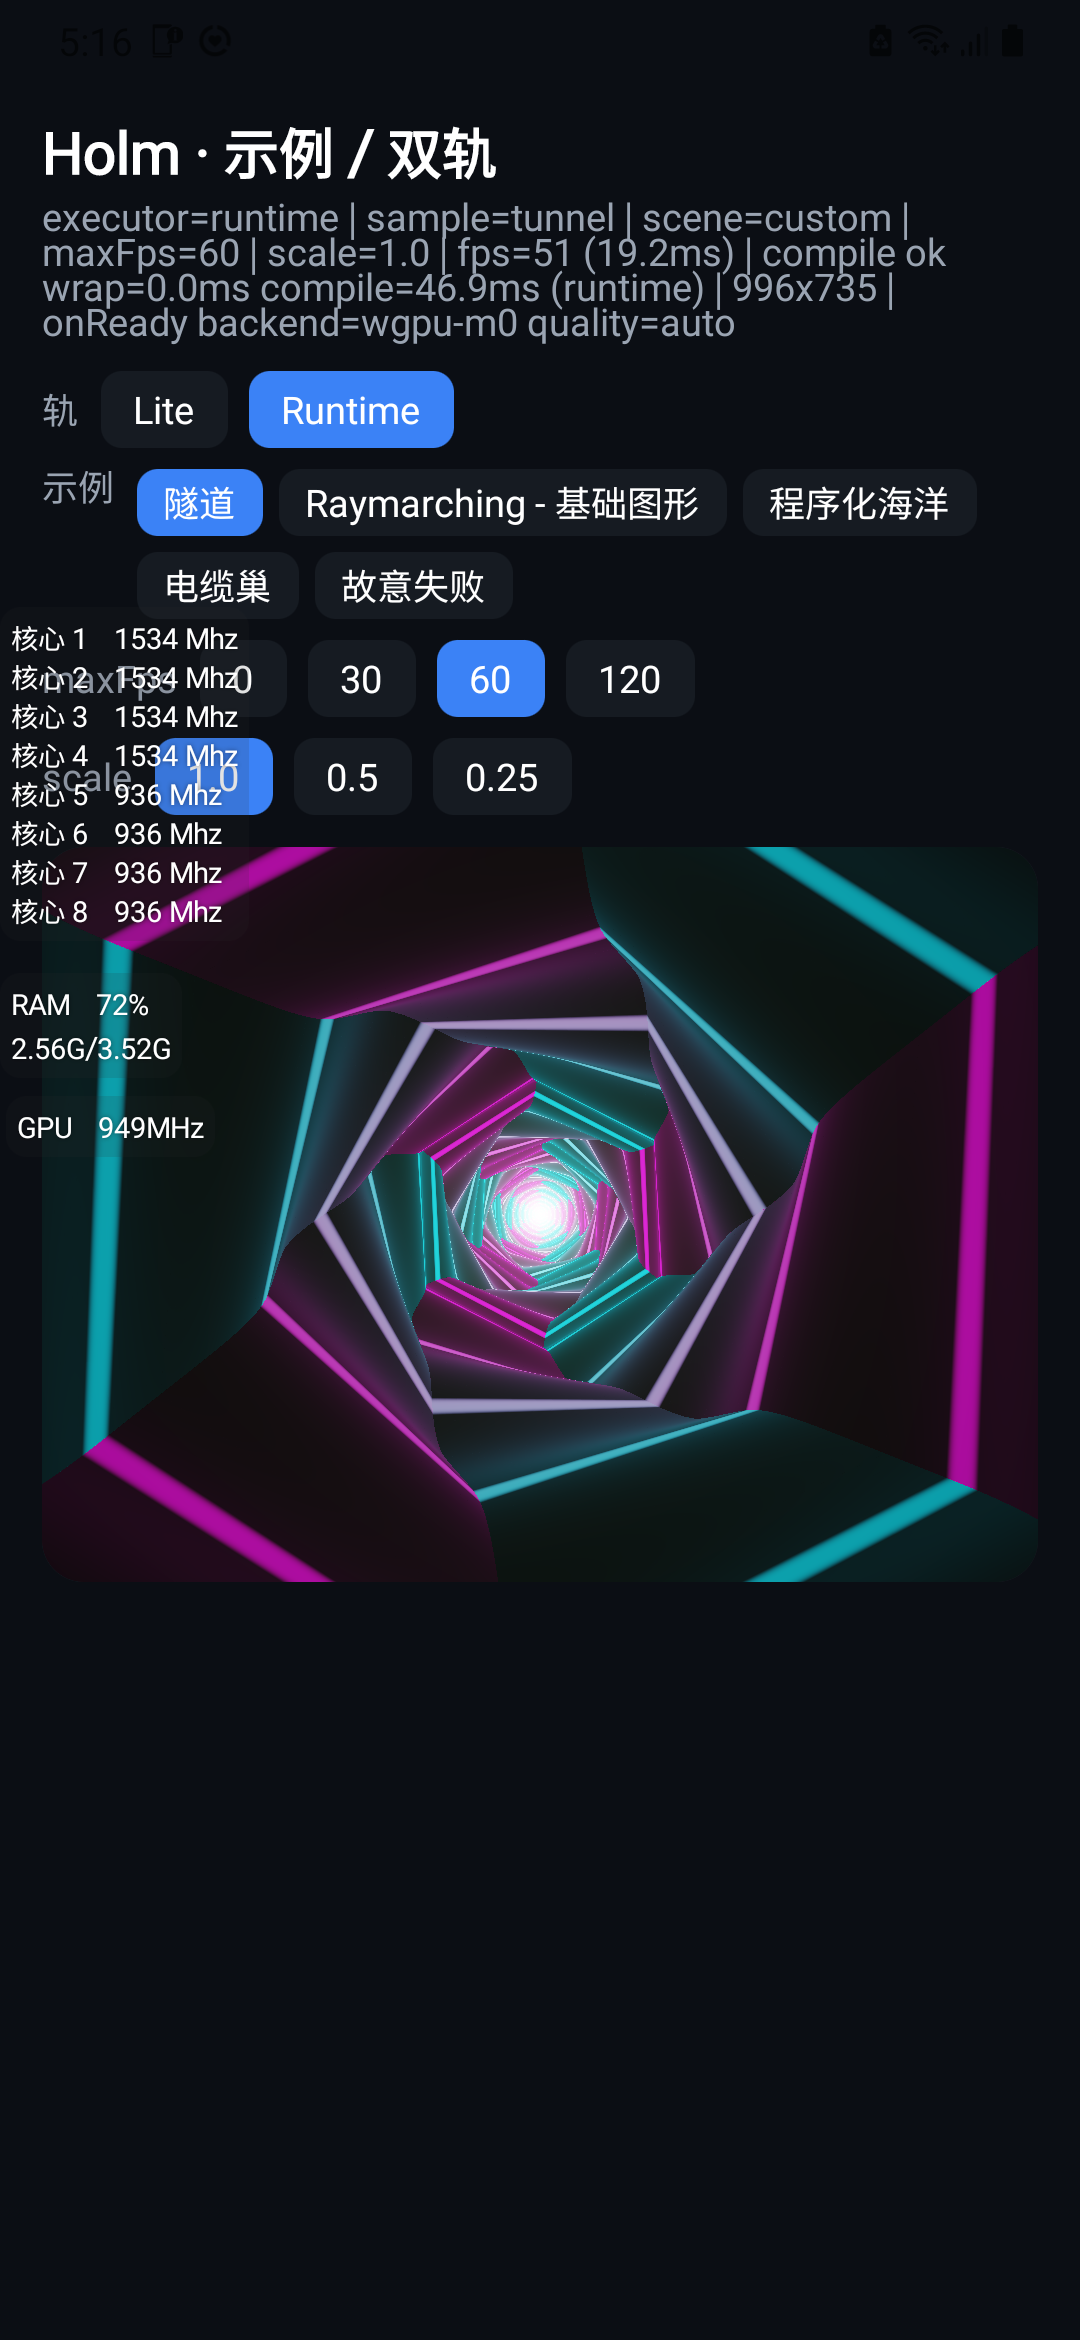 5:16
Holm · 示例 / 双轨
executor=runtime | sample=tunnel | scene=custom |
maxFps=60 | scale=1.0 | fps=51 (19.2ms) | compile ok
wrap=0.0ms compile=46.9ms (runtime) | 996x735 |
onReady backend=wgpu-m0 quality=auto
轨 Lite Runtime
示例 隧道 Raymarching - 基础图形 程序化海洋
电缆巢 故意失败
核心 1 1534 Mhz
maxFps 0 30 60 120
核心 2 1534 Mhz
核心 3 1534 Mhz
核心 4 1534 Mhz
scale 1.0 0.5 0.25
核心 5 936 Mhz
核心 6 936 Mhz
核心 7 936 Mhz
核心 8 936 Mhz
RAM 72%
2.56G/3.52G
GPU 949MHz